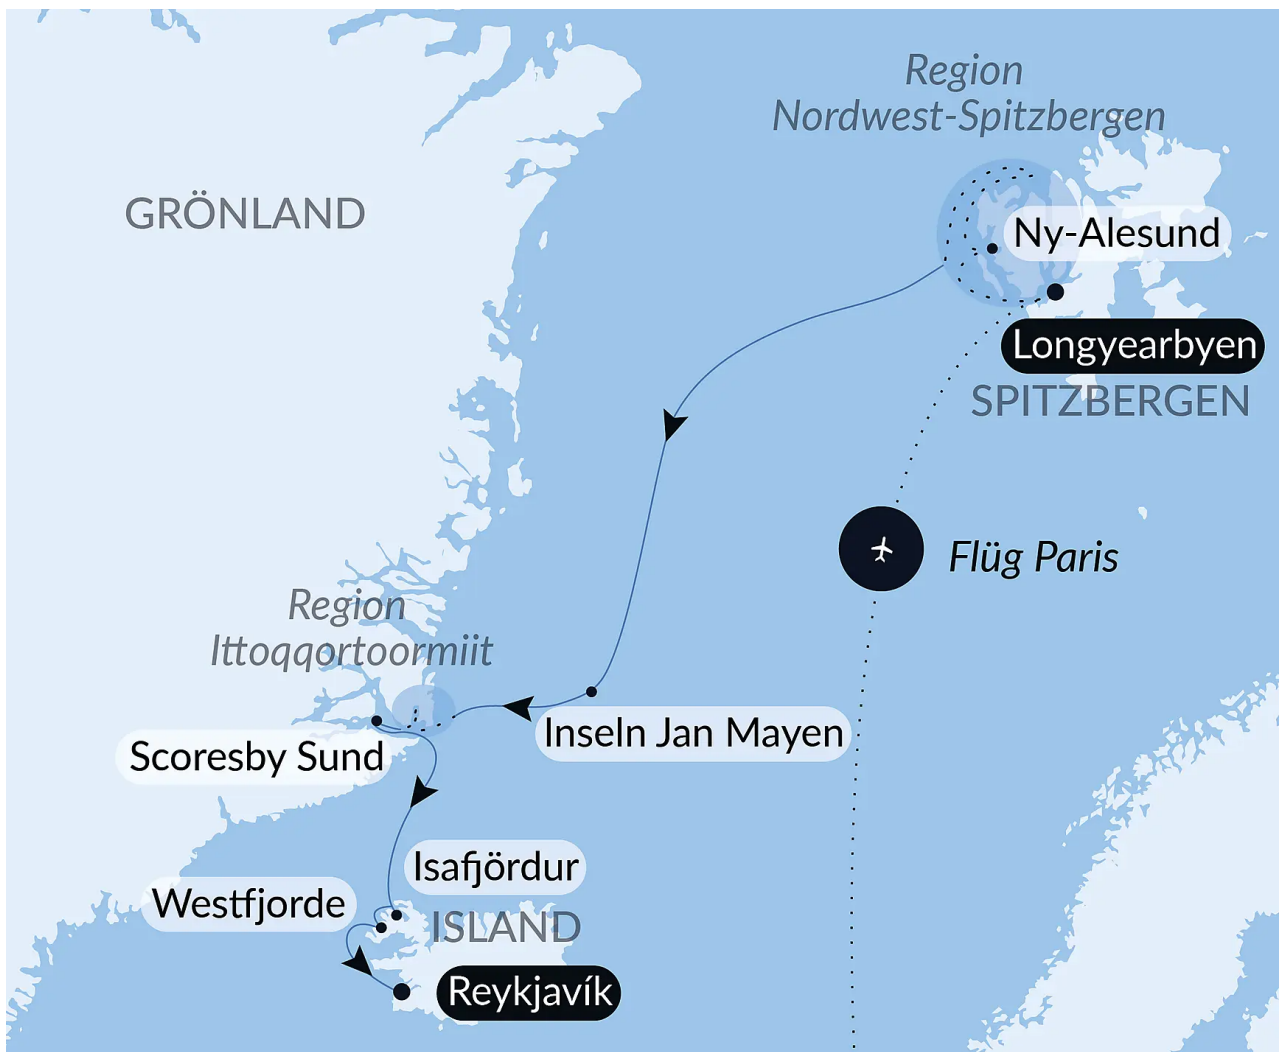 Region
Nordwest-Spitzbergen
GRÖNLAND
Ny-Alesund
Longyearbyen
SPITZBERGEN
Flüg Paris
Region
Ittoqqortoormiit
Inseln Jan Mayen
Scoresby Sund
Isafjördur
Westfjorde
ISLAND
Reykjavík